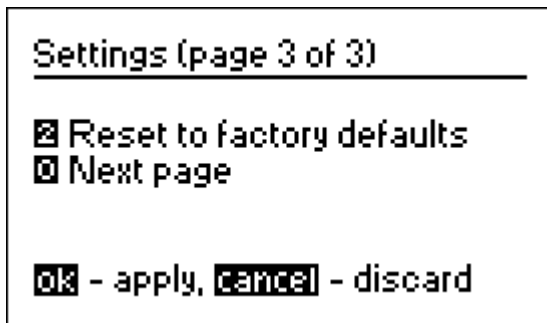 Settings (page 3 of 3)
2 Reset to factory defaults
0 Next page
ok - apply, cancel - discard